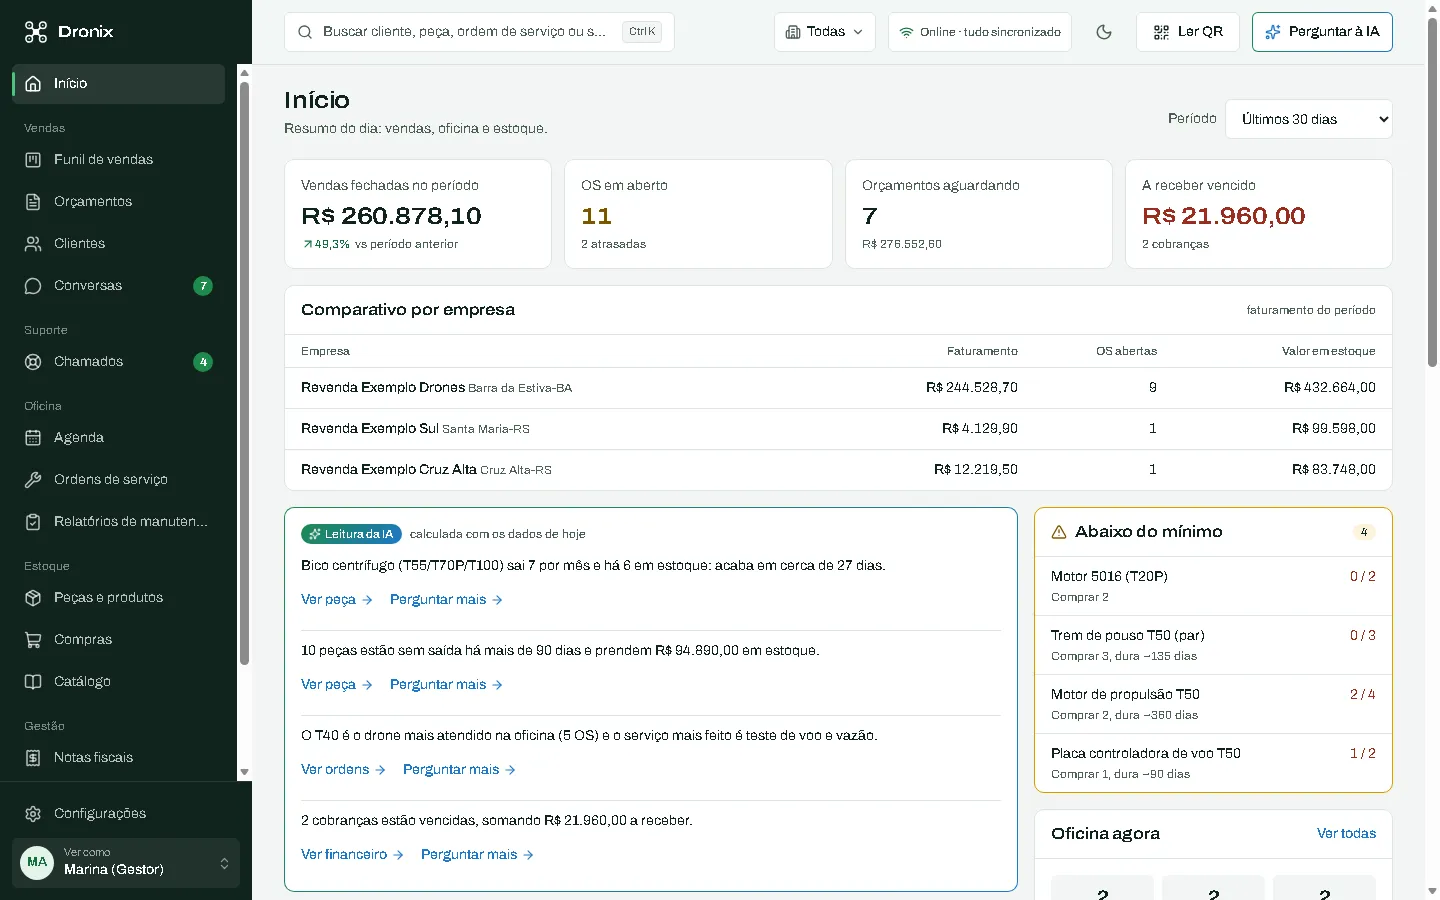 Dronix
Início
Vendas
Funil de vendas
Orçamentos
Clientes
Conversas 7
Suporte
Chamados 4
Oficina
Agenda
Ordens de serviço
Relatórios de manuten...
Estoque
Peças e produtos
Compras
Catálogo
Gestão
Notas fiscais
Configurações
MA
Ver como
Marina (Gestor)
Buscar cliente, peça, ordem de serviço ou s... Ctrl K
Todas
Online · tudo sincronizado
Ler QR
Perguntar à IA
Início
Resumo do dia: vendas, oficina e estoque.
Período Últimos 30 dias
Vendas fechadas no período
R$ 260.878,10
49,3% vs período anterior
OS em aberto
11
2 atrasadas
Orçamentos aguardando
7
R$ 276.552,60
A receber vencido
R$ 21.960,00
2 cobranças
Comparativo por empresa faturamento do período
Empresa Faturamento OS abertas Valor em estoque
Revenda Exemplo Drones Barra da Estiva-BA R$ 244.528,70 9 R$ 432.664,00
Revenda Exemplo Sul Santa Maria-RS R$ 4.129,90 1 R$ 99.598,00
Revenda Exemplo Cruz Alta Cruz Alta-RS R$ 12.219,50 1 R$ 83.748,00
Leitura da IA calculada com os dados de hoje
Bico centrífugo (T55/T70P/T100) sai 7 por mês e há 6 em estoque: acaba em cerca de 27 dias.
Ver peça → Perguntar mais →
10 peças estão sem saída há mais de 90 dias e prendem R$ 94.890,00 em estoque.
Ver peça → Perguntar mais →
O T40 é o drone mais atendido na oficina (5 OS) e o serviço mais feito é teste de voo e vazão.
Ver ordens → Perguntar mais →
2 cobranças estão vencidas, somando R$ 21.960,00 a receber.
Ver financeiro → Perguntar mais →
Abaixo do mínimo 4
Motor 5016 (T20P) 0 / 2
Comprar 2
Trem de pouso T50 (par) 0 / 3
Comprar 3, dura ~135 dias
Motor de propulsão T50 2 / 4
Comprar 2, dura ~360 dias
Placa controladora de voo T50 1 / 2
Comprar 1, dura ~90 dias
Oficina agora Ver todas
2 2 2